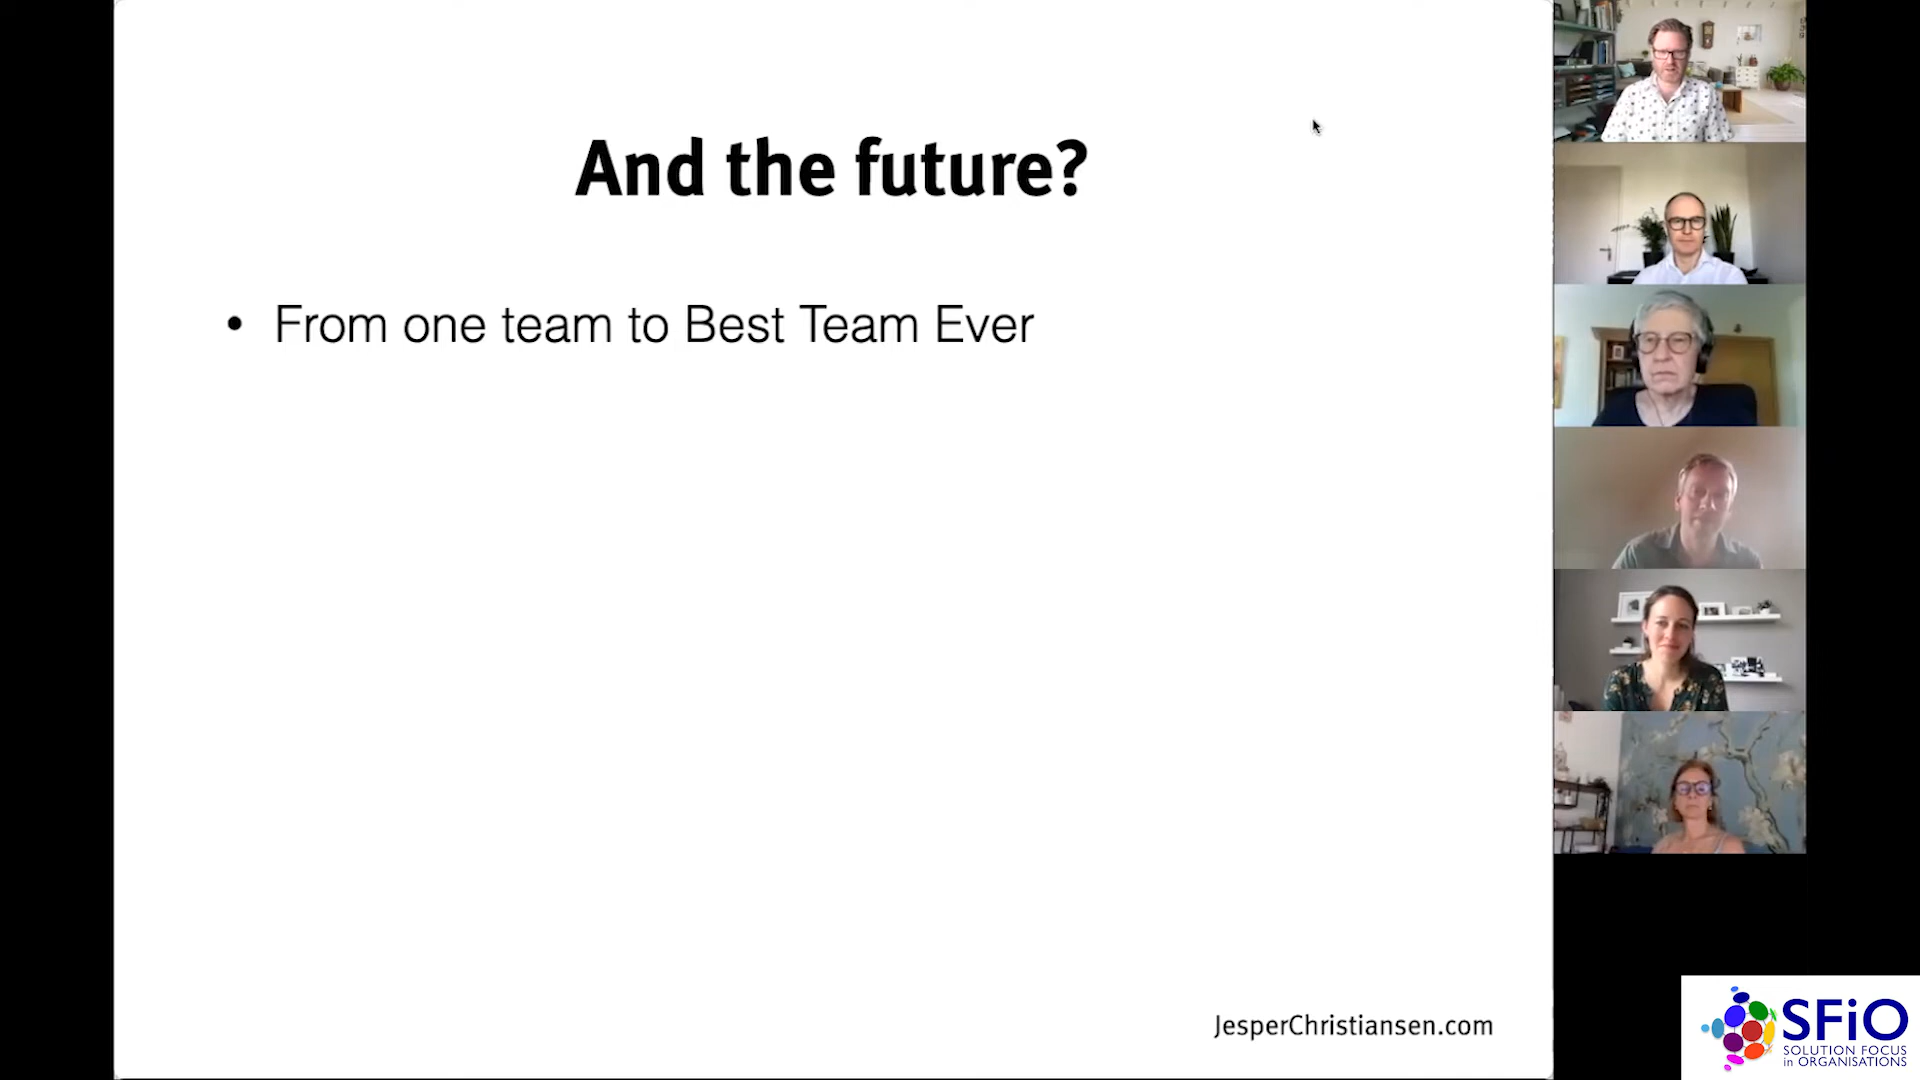 And the future?
• From one team to Best Team Ever
JesperChristiansen.com
SFiO
SOLUTION FOCUS
in ORGANISATIONS